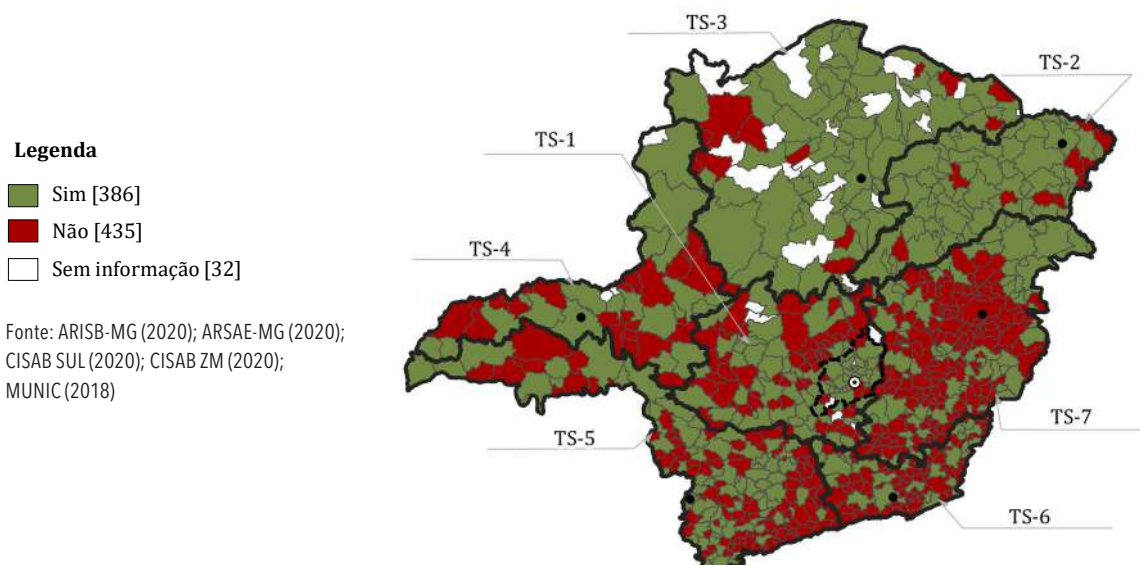 TS-3
TS-2
TS-1
Legenda
Sim [386]
Não [435]
Sem informação [32]
TS-4
Fonte: ARISB-MG (2020); ARSAE-MG (2020);
CISAB SUL (2020); CISAB ZM (2020);
MUNIC (2018)
TS-5
TS-7
TS-6